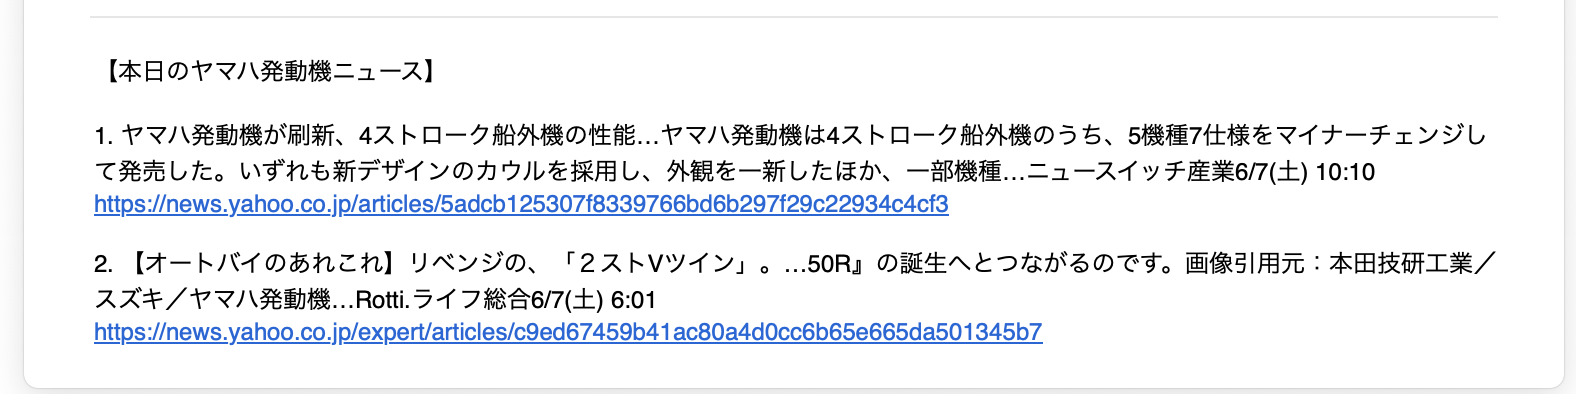 【本日のヤマハ発動機ニュース】
1. ヤマハ発動機が刷新、4ストローク船外機の性能…ヤマハ発動機は4ストローク船外機のうち、5機種7仕様をマイナーチェンジし
て発売した。いずれも新デザインのカウルを採用し、外観を一新したほか、一部機種…ニュースイッチ産業6/7(土) 10:10
https://news.yahoo.co.jp/articles/5adcb125307f8339766bd6b297f29c22934c4cf3
2. 【オートバイのあれこれ】リベンジの、「２ストVツイン」。…50R』の誕生へとつながるのです。画像引用元：本田技研工業／
スズキ／ヤマハ発動機…Rotti.ライフ総合6/7(土) 6:01
https://news.yahoo.co.jp/expert/articles/c9ed67459b41ac80a4d0cc6b65e665da501345b7